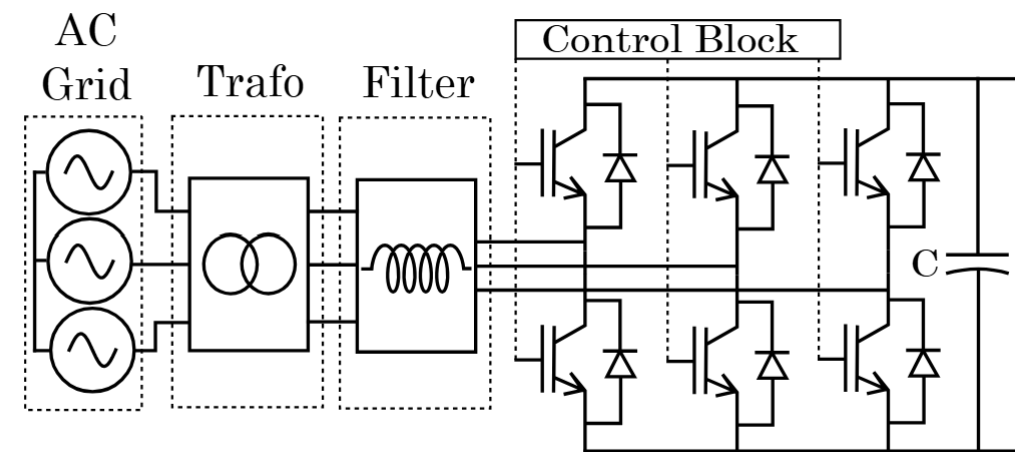 AC
Grid
Trafo
Filter
Control Block
C